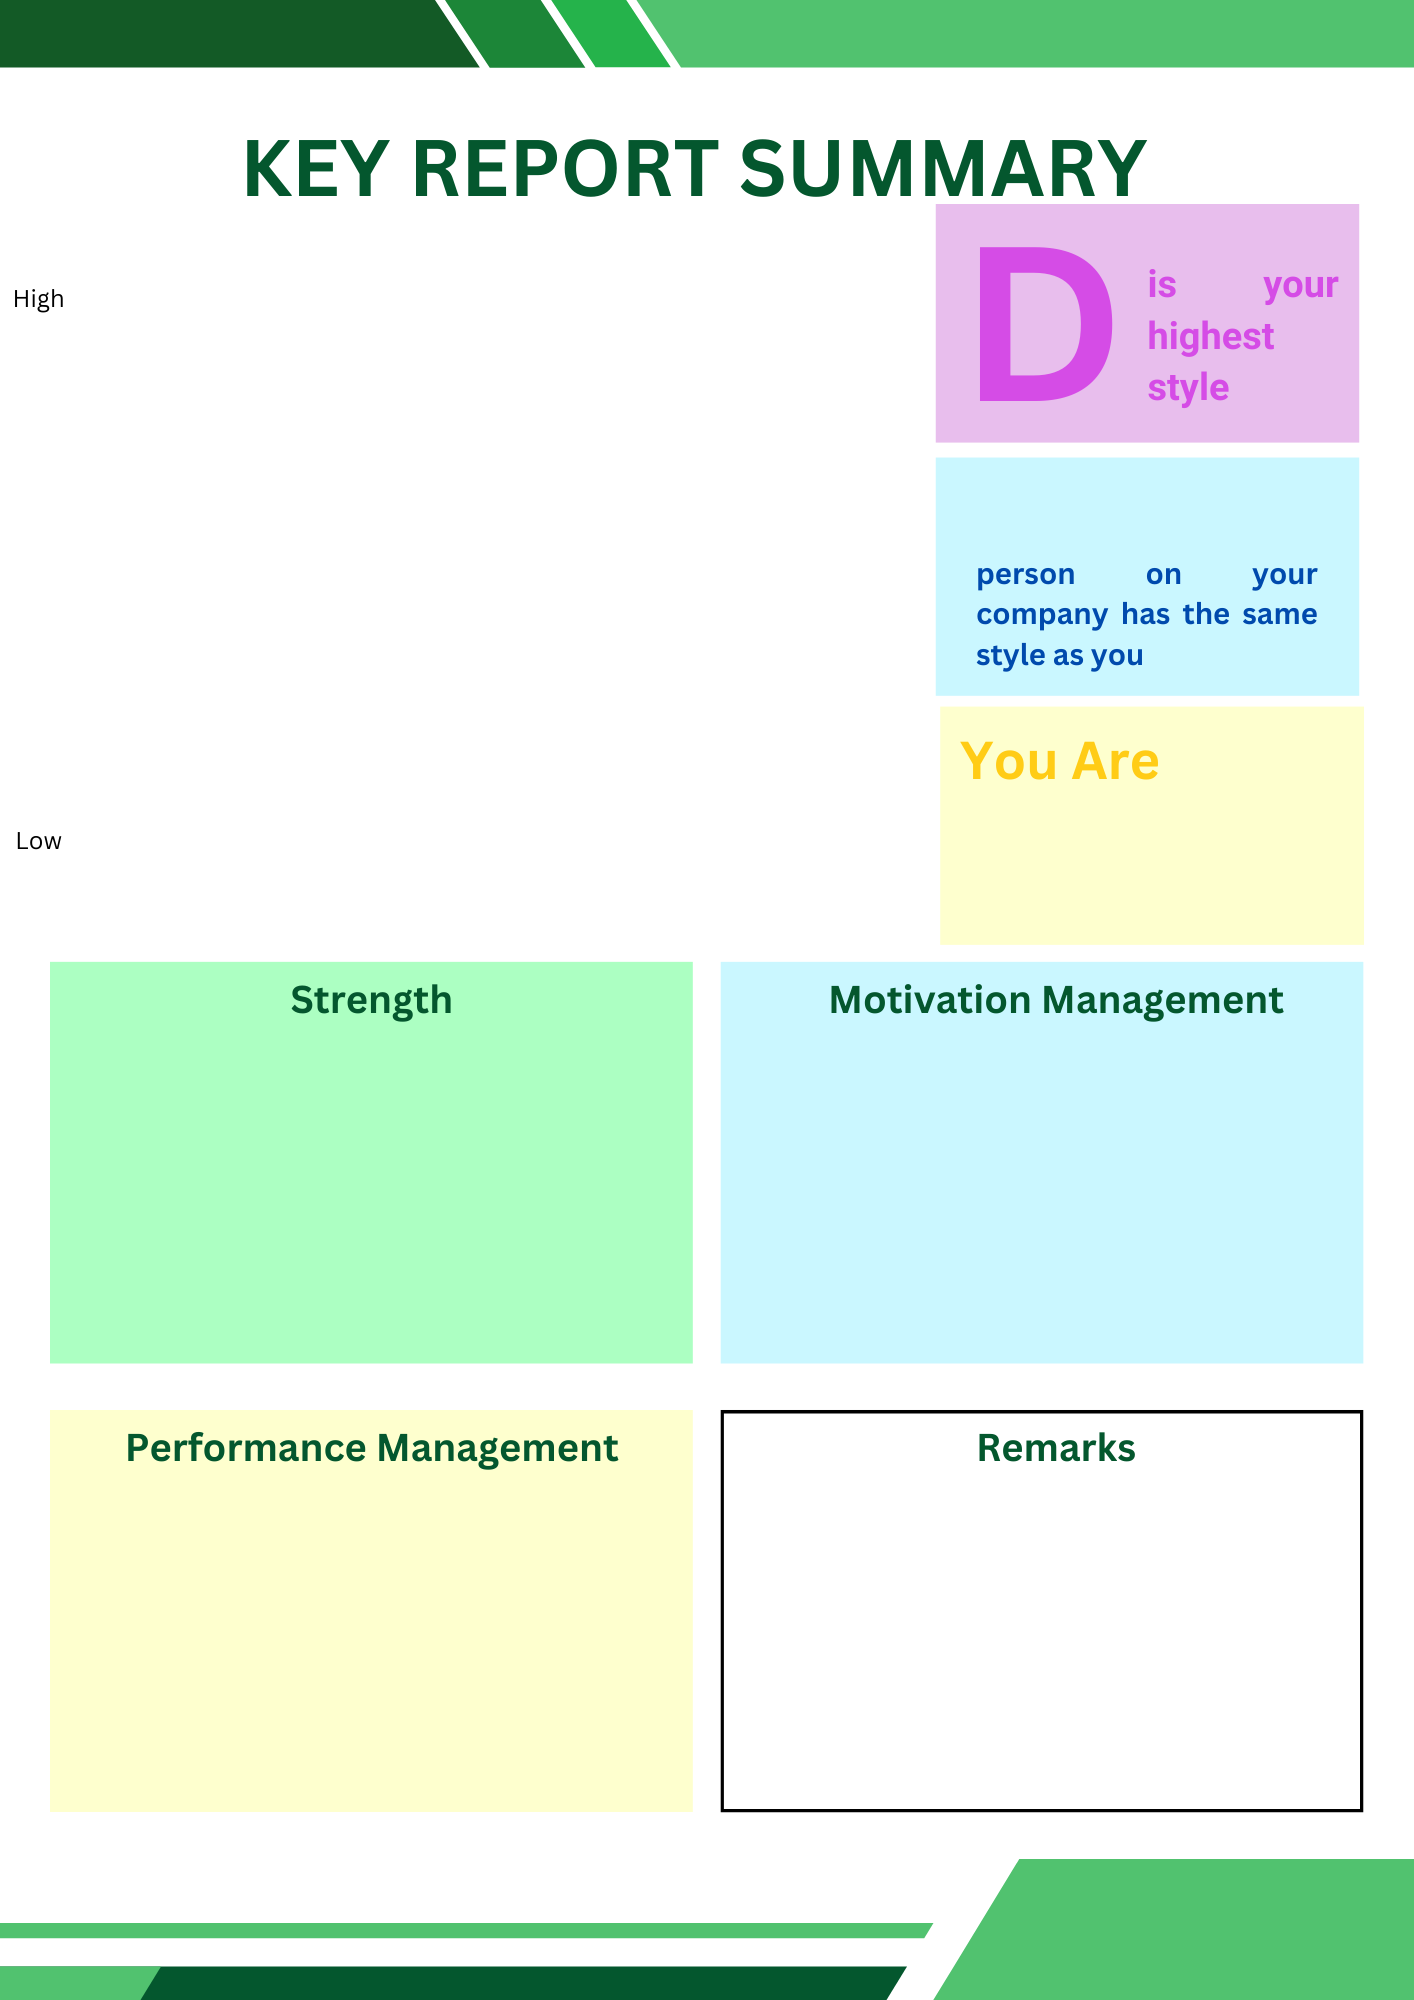 KEY REPORT SUMMARY
High
D
is your
highest
style
person on your
company has the same
style as you
You Are
Low
Strength
Motivation Management
Performance Management
Remarks